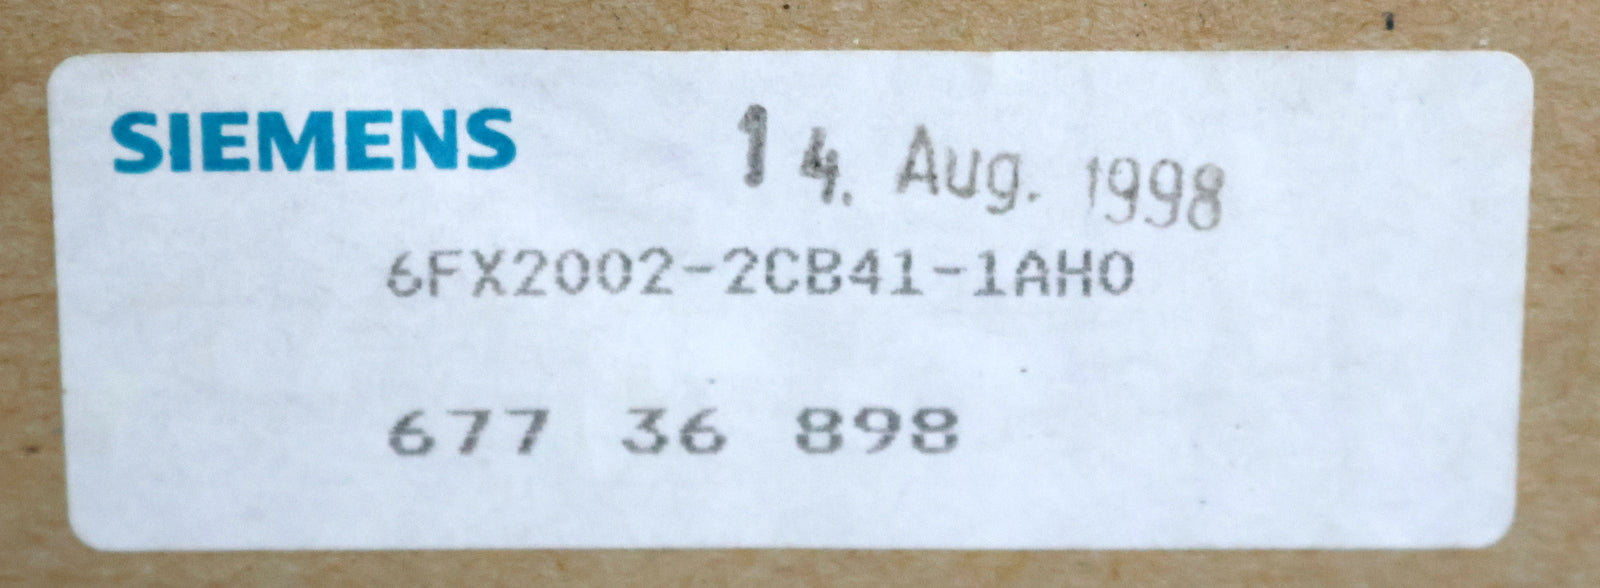 SIEMENS 14. Aug. 1998
6FX2002-2CB41-1AH0
677 36 898